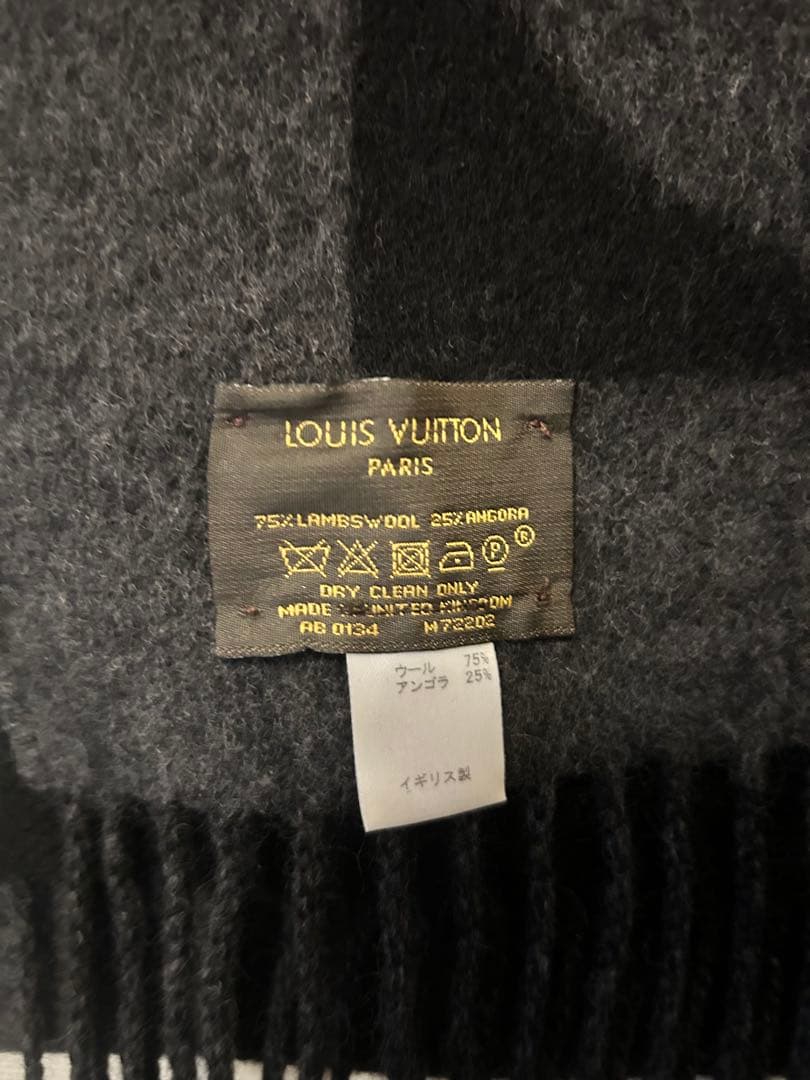 LOUIS VUITTON
PARIS
75% LAMBSWOOL 25% ANGORA
P ®
DRY CLEAN ONLY
MADE UNITED KINGDOM
AB 0134 M72202
ウール 75%
アンゴラ 25%
イギリス製